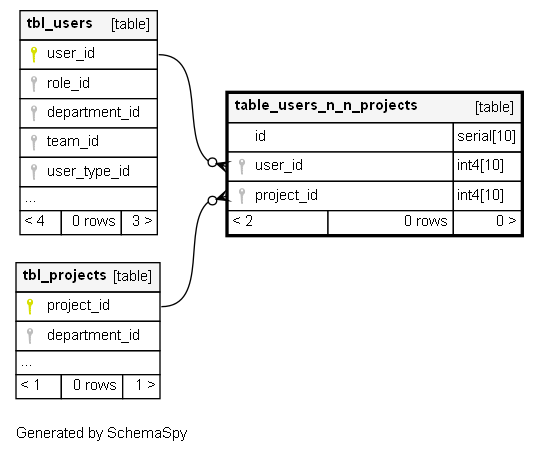 tbl_users [table]
user_id
role_id
department_id
team_id
user_type_id
...
< 4 0 rows 3 >
table_users_n_n_projects [table]
id serial[10]
user_id int4[10]
project_id int4[10]
< 2 0 rows 0 >
tbl_projects [table]
project_id
department_id
...
< 1 0 rows 1 >
Generated by SchemaSpy